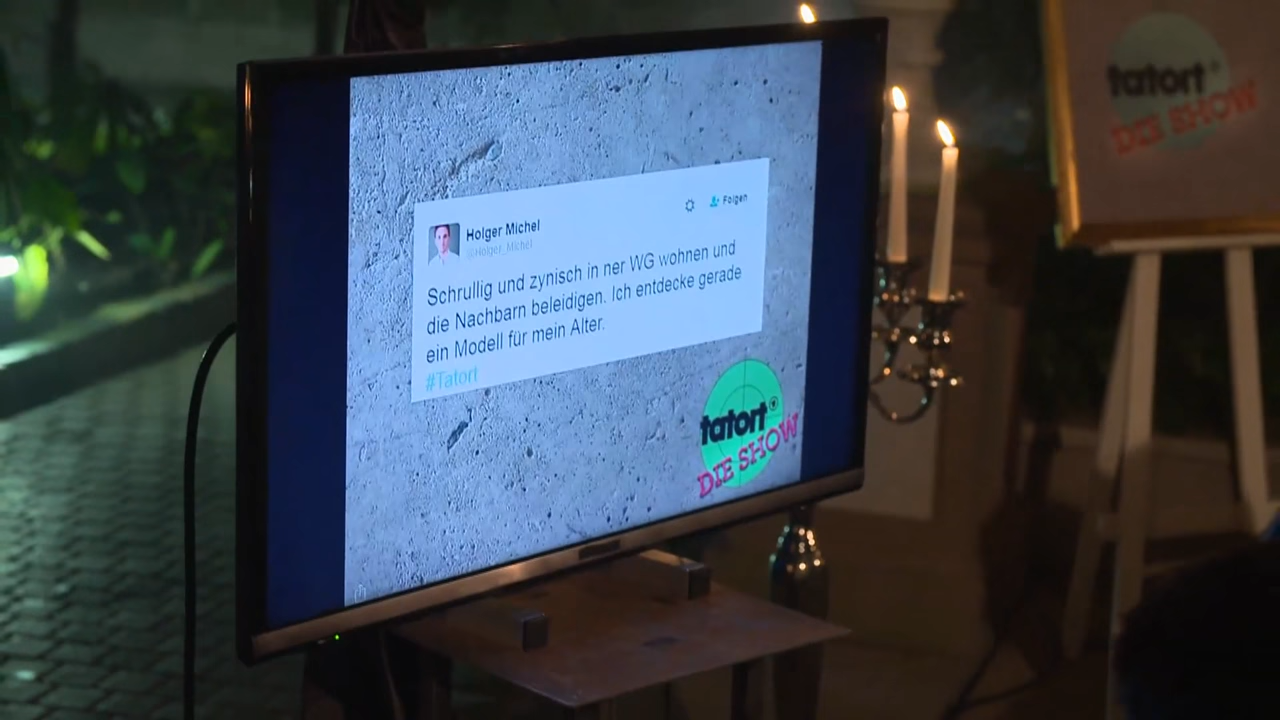 Holger Michel
@Holger_Michel
Folgen
Schrullig und zynisch in ner WG wohnen und
die Nachbarn beleidigen. Ich entdecke gerade
ein Modell für mein Alter.
#Tatort
tatort
DIE SHOW
tatort
DIE SHOW